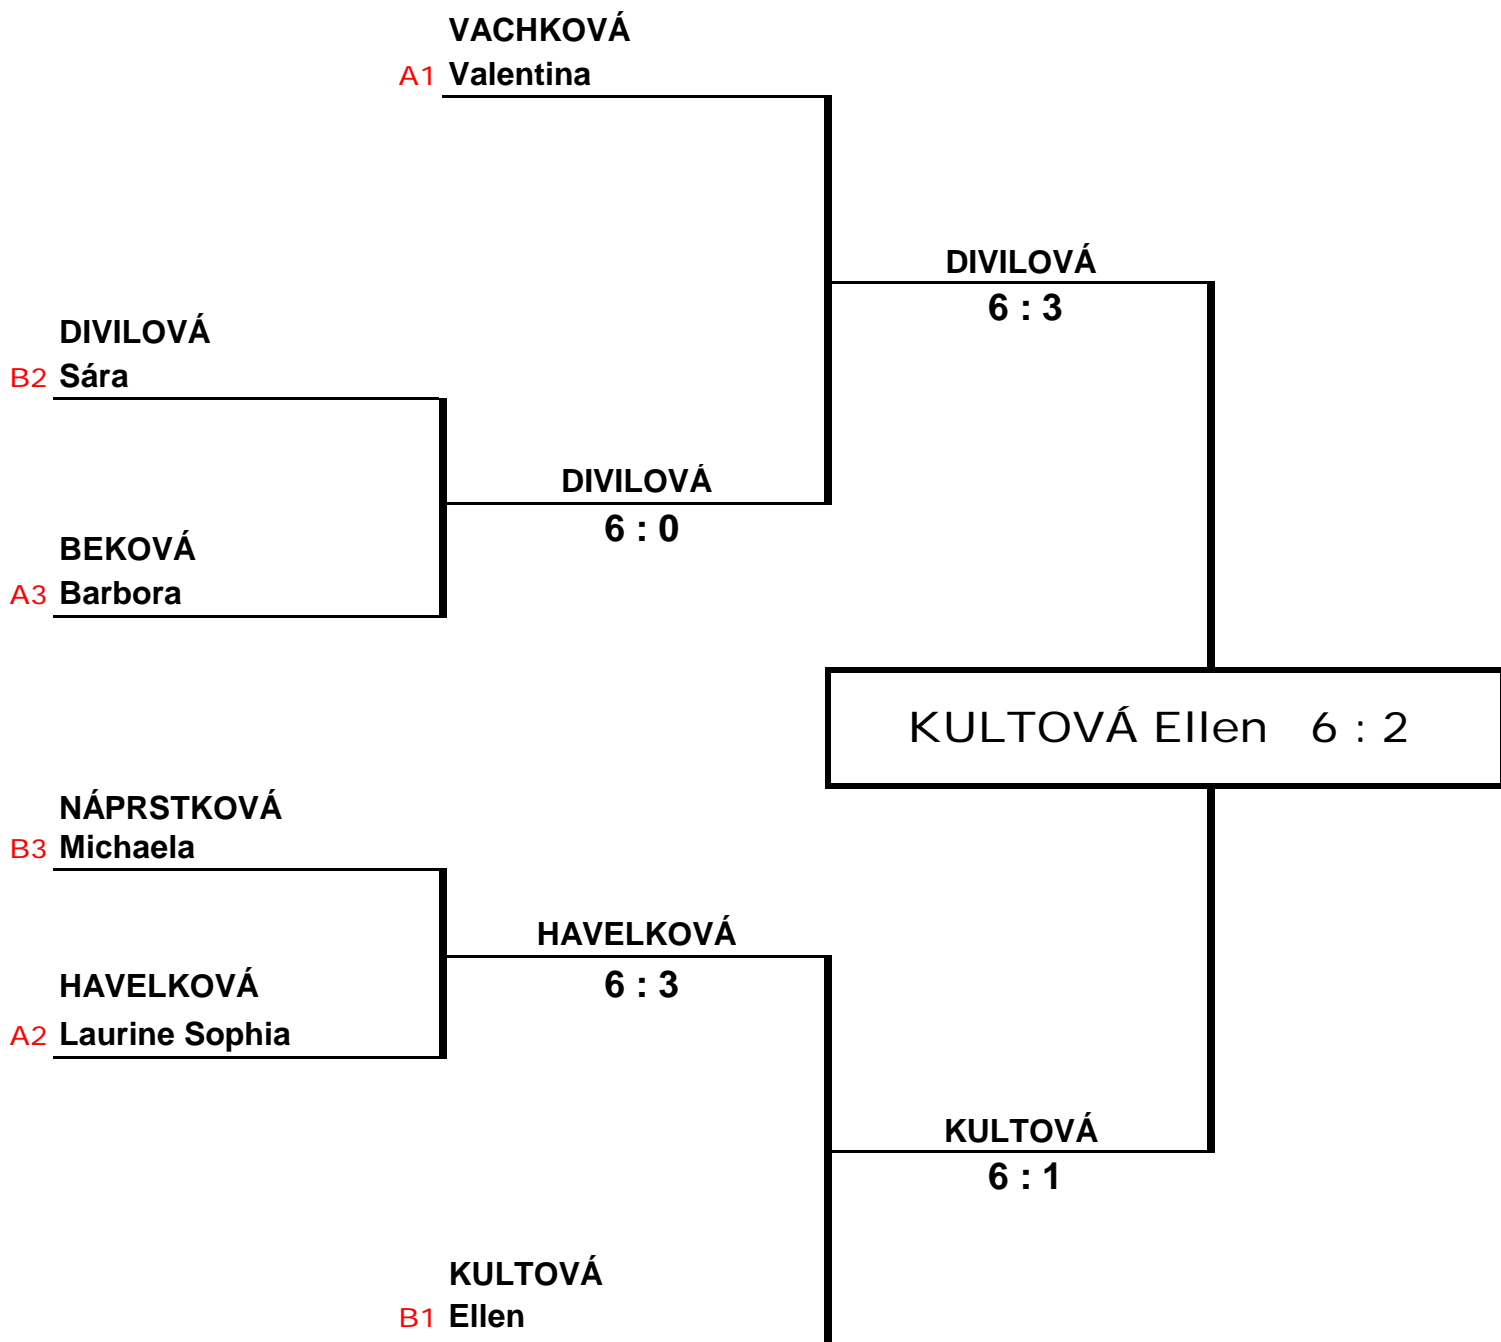 VACHKOVÁ
A1 Valentina
DIVILOVÁ
6 : 3
DIVILOVÁ
B2 Sára
DIVILOVÁ
6 : 0
BEKOVÁ
A3 Barbora
KULTOVÁ Ellen 6 : 2
NÁPRSTKOVÁ
B3 Michaela
HAVELKOVÁ
6 : 3
HAVELKOVÁ
A2 Laurine Sophia
KULTOVÁ
6 : 1
KULTOVÁ
B1 Ellen